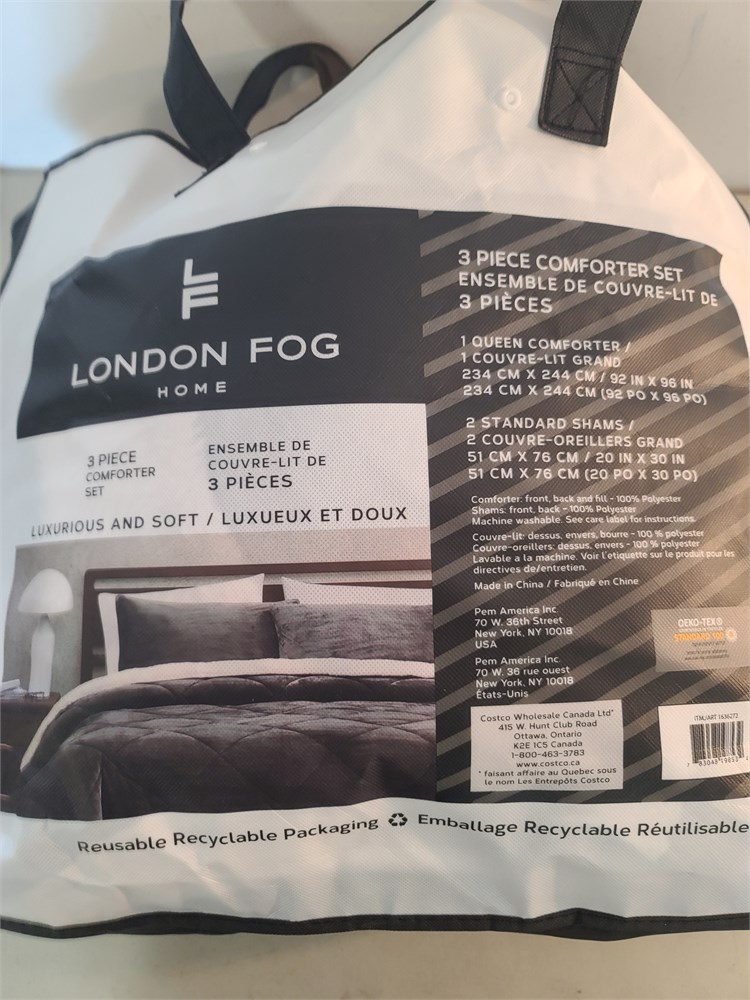 LF
LONDON FOG
HOME
3 PIECE
COMFORTER
SET
ENSEMBLE DE
COUVRE-LIT DE
3 PIÈCES
LUXURIOUS AND SOFT / LUXUEUX ET DOUX
3 PIECE COMFORTER SET
ENSEMBLE DE COUVRE-LIT DE
3 PIÈCES
1 QUEEN COMFORTER /
1 COUVRE-LIT GRAND
234 CM X 244 CM / 92 IN X 96 IN
234 CM X 244 CM (92 PO X 96 PO)
2 STANDARD SHAMS /
2 COUVRE-OREILLERS GRAND
51 CM X 76 CM / 20 IN X 30 IN
51 CM X 76 CM (20 PO X 30 PO)
Comforter: front, back and fill - 100% Polyester
Shams: front, back - 100% Polyester
Machine washable. See care label for instructions.
Couvre-lit: dessus, envers, bourre - 100 % polyester
Couvre-oreillers: dessus, envers - 100 % polyester
Lavable a la machine. Voir l'etiquette sur le produit pour les
directives de/entretien.
Made in China / Fabriqué en Chine
Pem America Inc
70 W. 36th Street
New York, NY 10018
USA
Pem America Inc
70 W. 36 rue ouest
New York, NY 10018
États-Unis
OEKO-TEX®
STANDARD 100
Costco Wholesale Canada Ltd*
415 W. Hunt Club Road
Ottawa, Ontario
K2E 1C5 Canada
1-800-463-3783
www.costco.ca
* faisant affaire au Quebec sous
le nom Les Entrepôts Costco
ITM./ART 1636272
Reusable Recyclable Packaging
Emballage Recyclable Réutilisable